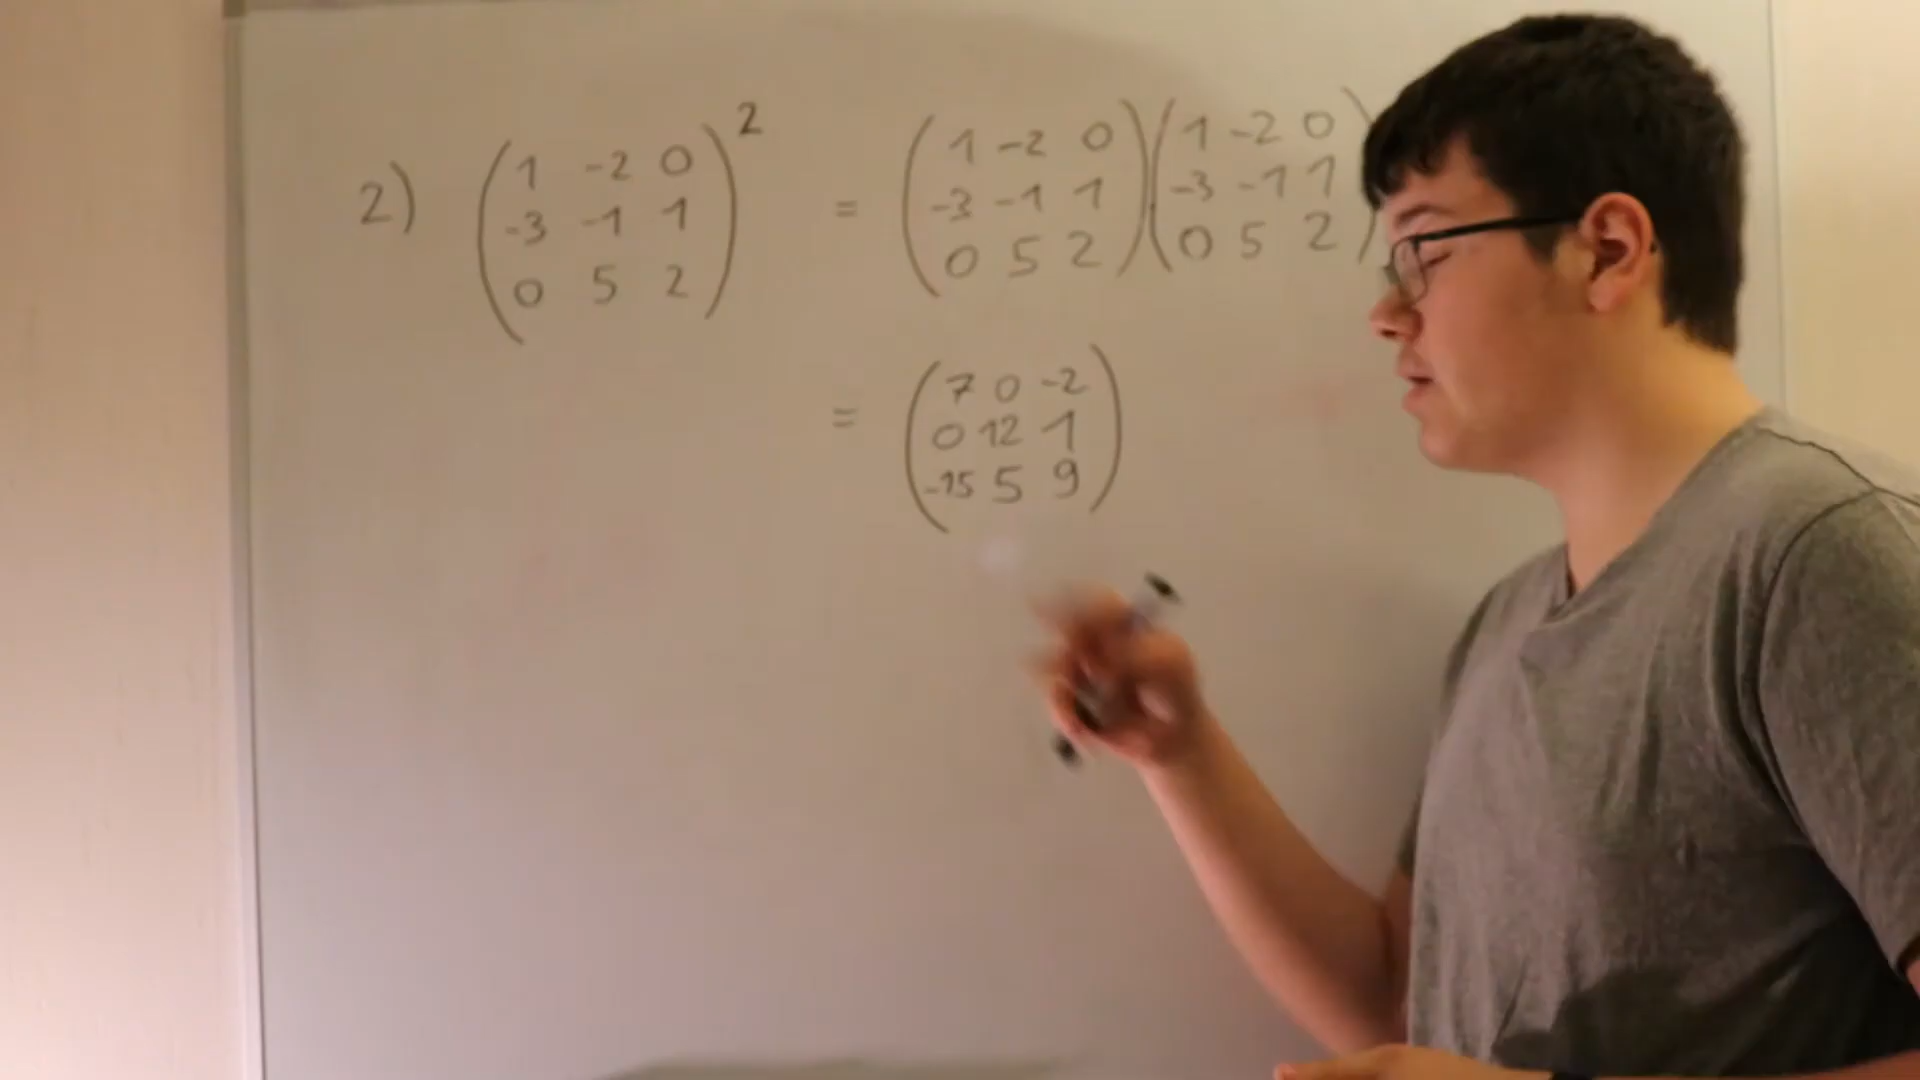 2) (1 -2 0)² = (1 -2 0)(1 -2 0)
(-3 -1 1) (-3 -1 1)(-3 -1 1)
(0 5 2) (0 5 2)(0 5 2)
= (7 0 -2)
(0 12 1)
(-15 5 9)